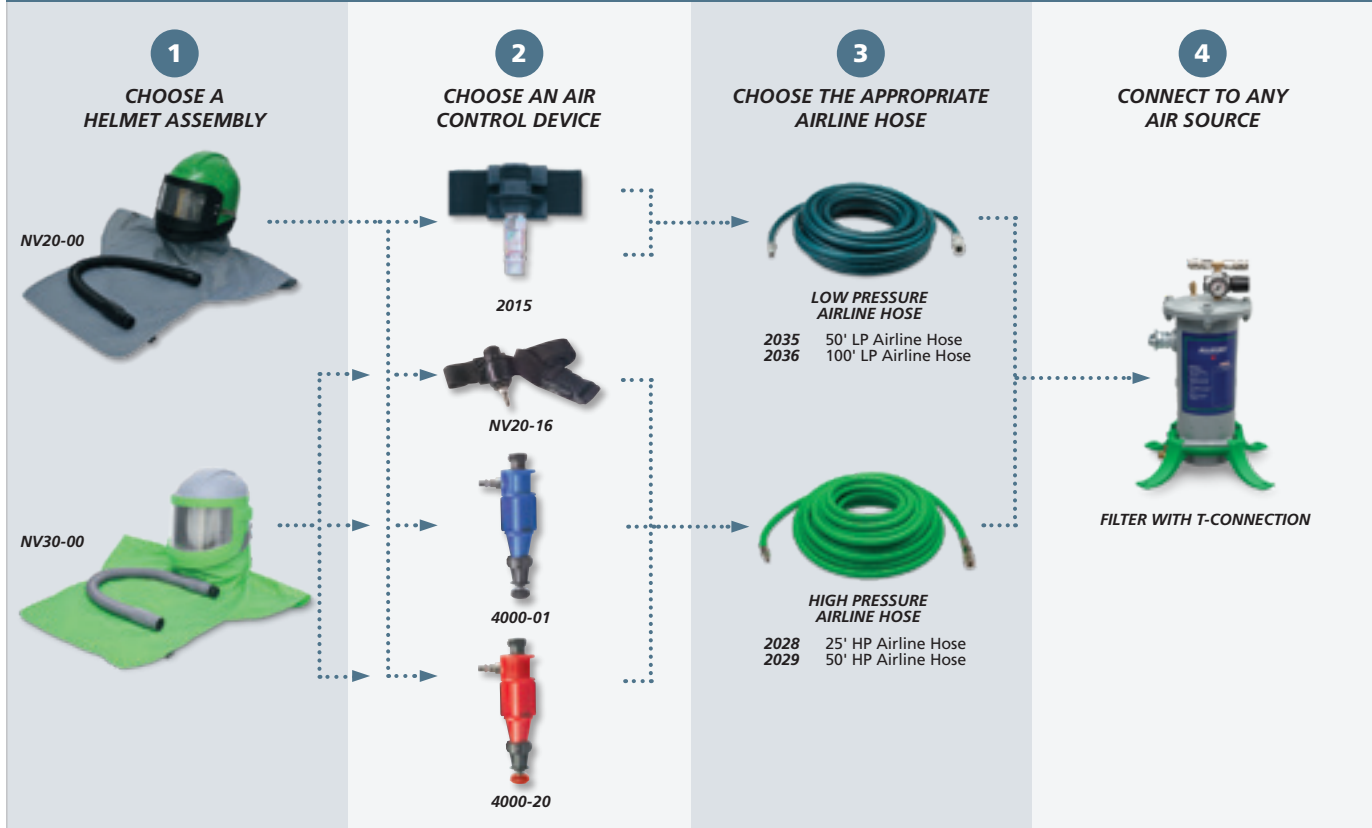 1
CHOOSE A
HELMET ASSEMBLY
NV20-00
NV30-00
2
CHOOSE AN AIR
CONTROL DEVICE
2015
NV20-16
4000-01
4000-20
3
CHOOSE THE APPROPRIATE
AIRLINE HOSE
LOW PRESSURE
AIRLINE HOSE
2035 50' LP Airline Hose
2036 100' LP Airline Hose
HIGH PRESSURE
AIRLINE HOSE
2028 25' HP Airline Hose
2029 50' HP Airline Hose
4
CONNECT TO ANY
AIR SOURCE
FILTER WITH T-CONNECTION